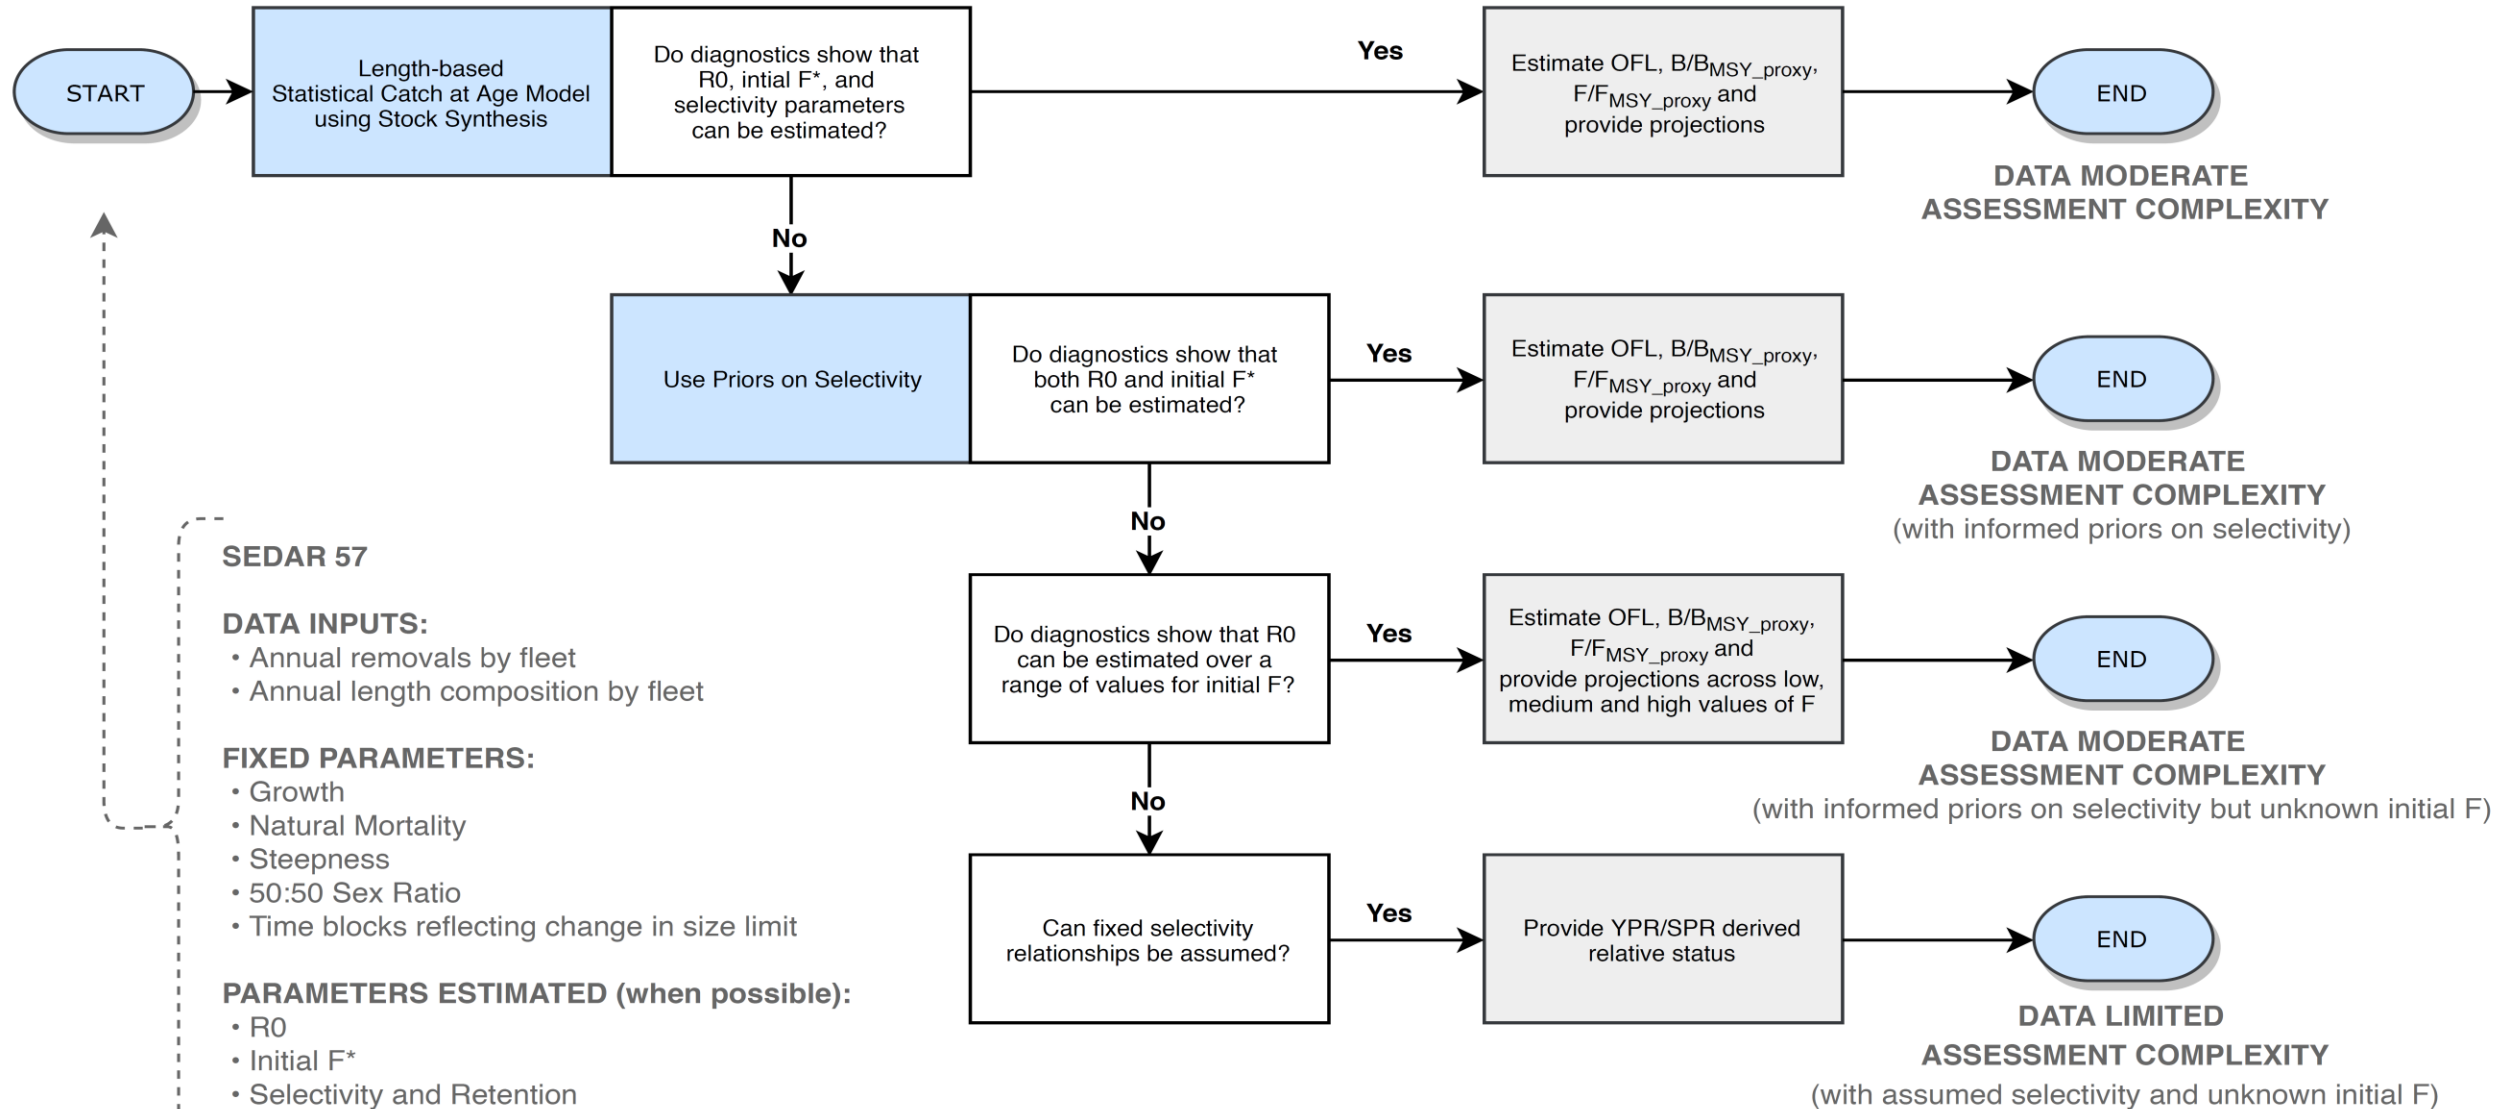 START
Length-based
Statistical Catch at Age Model
using Stock Synthesis
Do diagnostics show that
R0, intial F*, and
selectivity parameters
can be estimated?
Yes
Estimate OFL, B/BMSY_proxy,
F/FMSY_proxy and
provide projections
END
DATA MODERATE
ASSESSMENT COMPLEXITY
No
Use Priors on Selectivity
Do diagnostics show that
both R0 and initial F*
can be estimated?
Yes
Estimate OFL, B/BMSY_proxy,
F/FMSY_proxy and
provide projections
END
DATA MODERATE
ASSESSMENT COMPLEXITY
(with informed priors on selectivity)
No
Do diagnostics show that R0
can be estimated over a
range of values for initial F?
Yes
Estimate OFL, B/BMSY_proxy,
F/FMSY_proxy and
provide projections across low,
medium and high values of F
END
DATA MODERATE
ASSESSMENT COMPLEXITY
(with informed priors on selectivity but unknown initial F)
No
Can fixed selectivity
relationships be assumed?
Yes
Provide YPR/SPR derived
relative status
END
DATA LIMITED
ASSESSMENT COMPLEXITY
(with assumed selectivity and unknown initial F)
SEDAR 57
DATA INPUTS:
• Annual removals by fleet
• Annual length composition by fleet
FIXED PARAMETERS:
• Growth
• Natural Mortality
• Steepness
• 50:50 Sex Ratio
• Time blocks reflecting change in size limit
PARAMETERS ESTIMATED (when possible):
• R0
• Initial F*
• Selectivity and Retention